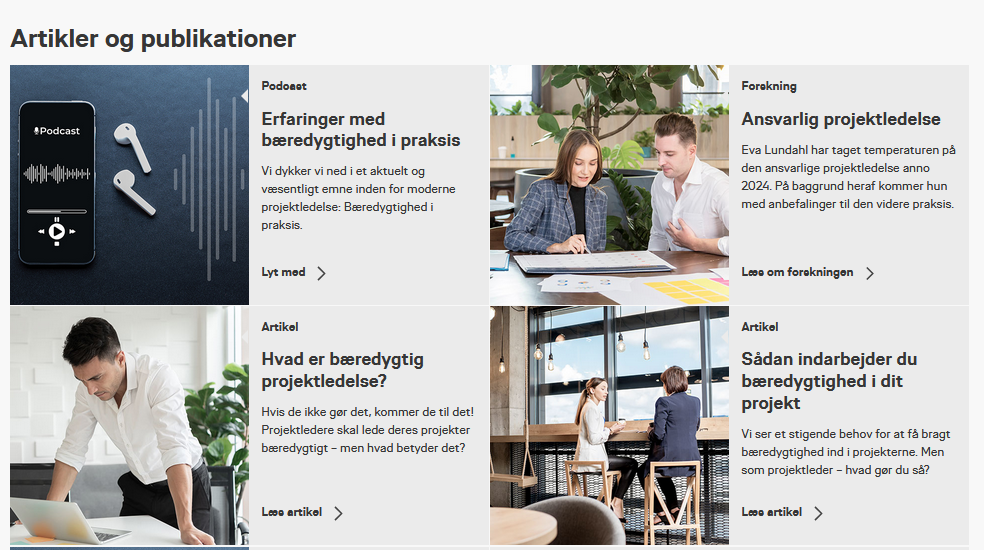 Artikler og publikationer
Podcast
Podcast
Erfaringer med
bæredygtighed i praksis
Vi dykker vi ned i et aktuelt og
væsentligt emne inden for moderne
projektledelse: Bæredygtighed i
praksis.
Lyt med
Forskning
Ansvarlig projektledelse
Eva Lundahl har taget temperaturen på
den ansvarlige projektledelse anno
2024. På baggrund heraf kommer hun
med anbefalinger til den videre praksis.
Læs om forskningen
Artikel
Hvad er bæredygtig
projektledelse?
Hvis de ikke gør det, kommer de til det!
Projektledere skal lede deres projekter
bæredygtigt – men hvad betyder det?
Læs artikel
Artikel
Sådan indarbejder du
bæredygtighed i dit
projekt
Vi ser et stigende behov for at få bragt
bæredygtighed ind i projekterne. Men
som projektleder – hvad gør du så?
Læs artikel